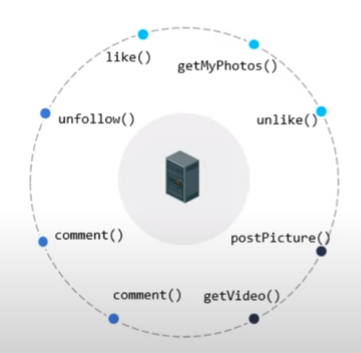 like()
getMyPhotos()
unfollow()
unlike()
comment()
postPicture()
comment()
getVideo()